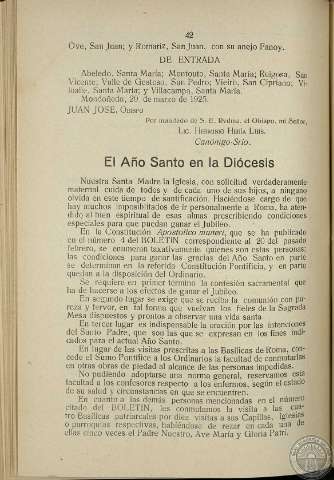 42
Ove, San Juan; y Romariz, San Juan, con su anejo Fanoy.
DE ENTRADA
Abeledo, Santa María; Montouto, Santa María; Ruigosa, San
Vicente; Valle de Gestoso, San Pedro; Vieiro, San Cipriano; Vi-
Santa María; y Villacampa, Santa María.
Mondoñedo, 20 de marzo de 1925.
JUAN JOSE, Obispo
Por mandado de S. E. Rvdma. el Obispo, mi Señor,
Lic. Luis,
Canónigo-Srio.
El Año Santo en la Diócesis
Nuestra Santa Madre la Iglesia, con solicitud verdaderamente
maternal cuida de todos y de cada uno de sus hijos, a ninguno
olvida en este tiempo de santificación. Haciéndose cargo de que
hay muchos imposibilitados de ir personalmente a Roma, ha aten-
dido al bien espiritual de esas almas prescribiendo condiciones
especiales para que puedan ganar el Jubileo.
En la Constitución Apostolico muneri, que se ha publicado
en el número 4 del BOLETIN correspondiente al 20 del pasado
febrero, se enumeran taxativamente quienes son estas personas;
las condiciones para ganar las gracias del Año Santo en parte
se determinan en la referida Constitución Pontificia, y en parte
quedan a la disposición del Ordinario.
Se requiere en primer término la confesión sacramental que
ha de hacerse a los efectos de ganar el Jubileo.
En segundo lugar se exige que se reciba la comunión con pu-
reza y fervor, en tal forma que vuelvan los fieles de la Sagrada
Mesa dispuestos y prontos a observar una vida santa.
En tercer lugar es indispensable la oración por las intenciones
del Santo Padre, que son las que se expresan en los fines indi-
cados para el actual Año Santo.
En lugar de las visitas prescritas a las Basílicas de Roma, con-
cede el Sumo Pontífice a los Ordinarios la facultad de conmutarlas
en otras obras de piedad al alcance de las personas impedidas.
No pudiendo adoptarse una norma general, reservamos esta
facultad a los confesores respecto a los enfermos, según el estado
de su salud y circunstancias en que se encuentren.
En cuanto a las demás personas mencionadas en el número
citado del BOLETIN, les conmutamos la visita a las cua-
tro Basílicas patriarcales por diez visitas a sus Capillas, Iglesias
o parroquias respectivas, habiéndose de rezar en cada una de
ellas cinco veces el Padre Nuestro, Ave María y Gloria Patri.